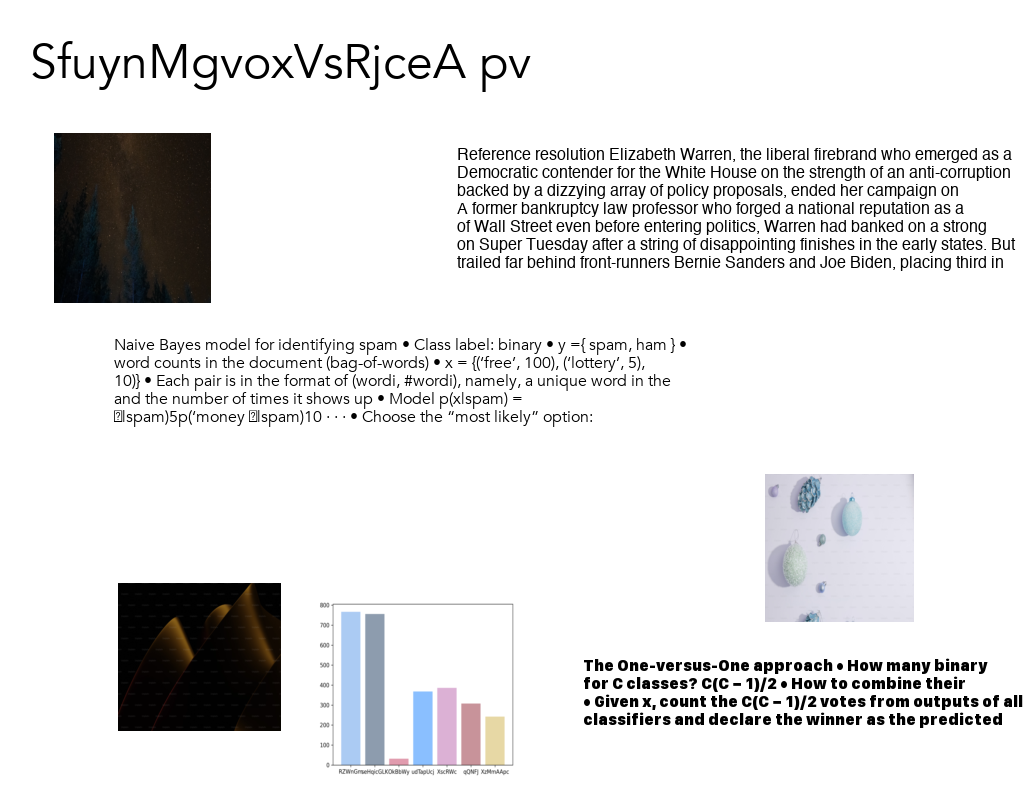 SfuynMgvoxVsRjceA pv
Reference resolution Elizabeth Warren, the liberal firebrand who emerged as a
Democratic contender for the White House on the strength of an anti-corruption
backed by a dizzying array of policy proposals, ended her campaign on
A former bankruptcy law professor who forged a national reputation as a
of Wall Street even before entering politics, Warren had banked on a strong
on Super Tuesday after a string of disappointing finishes in the early states. But
trailed far behind front-runners Bernie Sanders and Joe Biden, placing third in
Naive Bayes model for identifying spam • Class label: binary • y ={ spam, ham } •
word counts in the document (bag-of-words) • x = {(‘free’, 100), (‘lottery’, 5),
10)} • Each pair is in the format of (wordi, #wordi), namely, a unique word in the
and the number of times it shows up • Model p(x|spam) =
|spam)5p(‘money |spam)10 · · · • Choose the “most likely” option:
800
700
600
500
400
300
200
100
0
udTapUcj XscRWc qQNFj XzMmAApc
The One-versus-One approach • How many binary
for C classes? C(C − 1)/2 • How to combine their
• Given x, count the C(C − 1)/2 votes from outputs of all
classifiers and declare the winner as the predicted